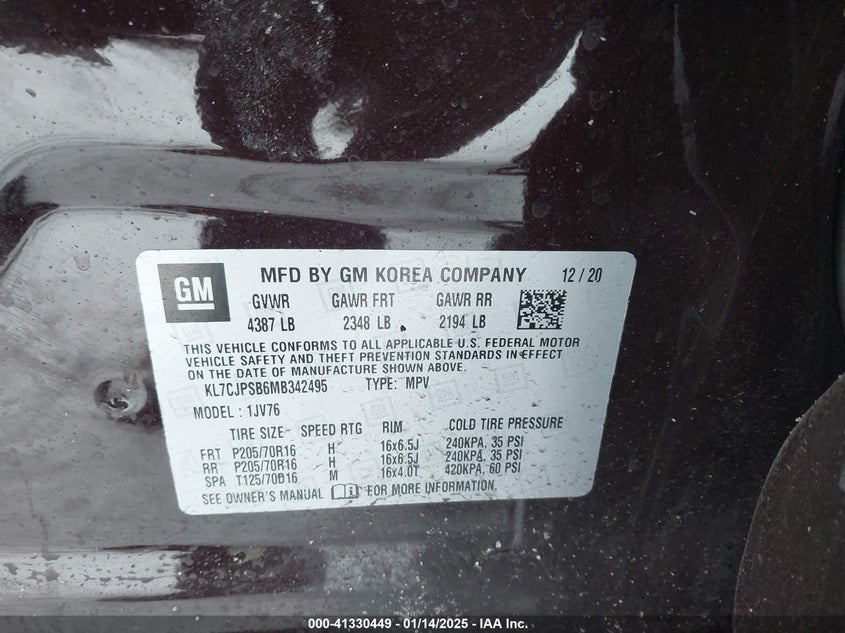 GM MFD BY GM KOREA COMPANY 12 / 20
GVWR GAWR FRT GAWR RR
4387 LB 2348 LB 2194 LB
THIS VEHICLE CONFORMS TO ALL APPLICABLE U.S. FEDERAL MOTOR
VEHICLE SAFETY AND THEFT PREVENTION STANDARDS IN EFFECT
ON THE DATE OF MANUFACTURE SHOWN ABOVE.
KL7CJPSB6MB342495 TYPE: MPV
MODEL : 1JV76
TIRE SIZE SPEED RTG RIM COLD TIRE PRESSURE
FRT P205/70R16 H 16x6.5J 240KPA, 35 PSI
RR P205/70R16 H 16x6.5J 240KPA, 35 PSI
SPA T125/70D16 M 16x4.0T 420KPA, 60 PSI
SEE OWNER'S MANUAL FOR MORE INFORMATION.
000-41330449 - 01/14/2025 - IAA Inc.